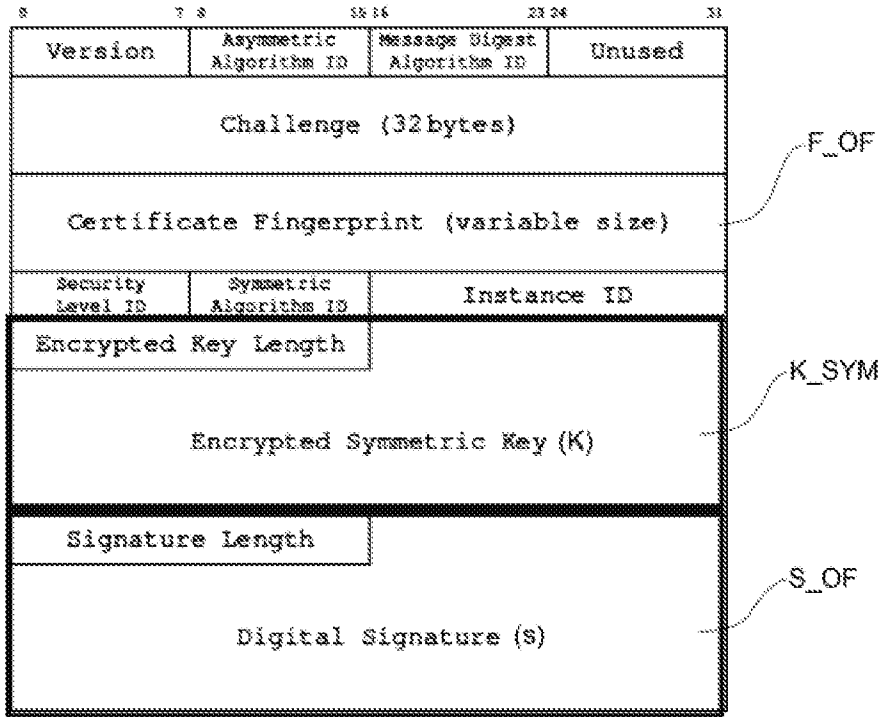 0 7 8 15 16 23 24 31
Version
Asymmetric
Algorithm ID
Message Digest
Algorithm ID
Unused
Challenge (32bytes)
F_OF
Certificate Fingerprint (variable size)
Security
Level ID
Symmetric
Algorithm ID
Instance ID
Encrypted Key Length
K_SYM
Encrypted Symmetric Key (K)
Signature Length
S_OF
Digital Signature (s)